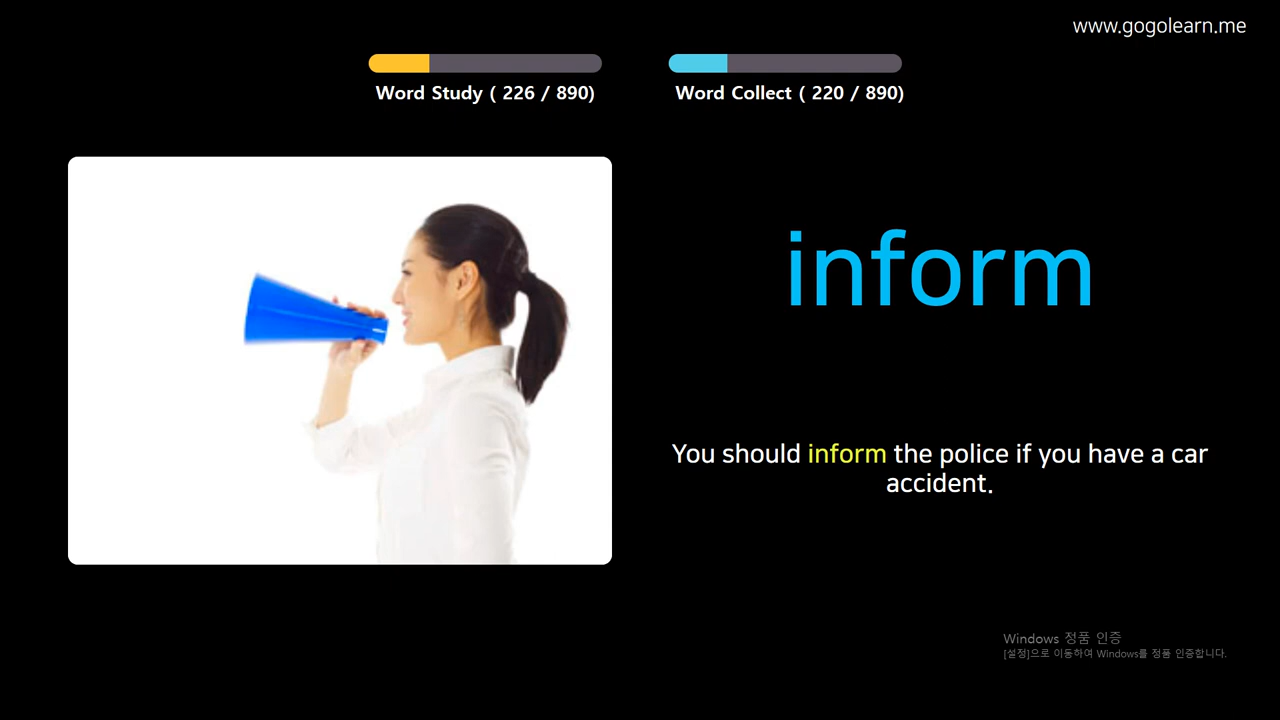 www.gogolearn.me
Word Study ( 226 / 890)
Word Collect ( 220 / 890)
inform
You should inform the police if you have a car
accident.
Windows 정품 인증
[설정]으로 이동하여 Windows를 정품 인증합니다.